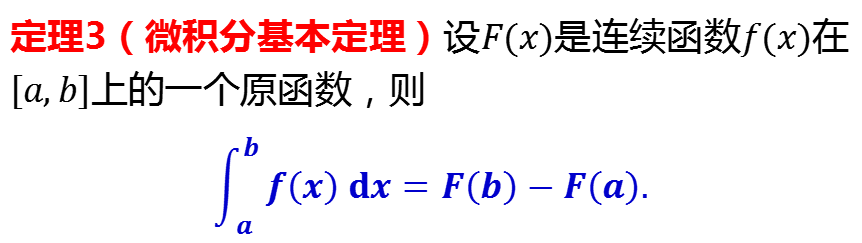 定理3（微积分基本定理）设F(x)是连续函数f(x)在
[a, b]上的一个原函数，则
∫_a^b f(x) dx = F(b) − F(a).